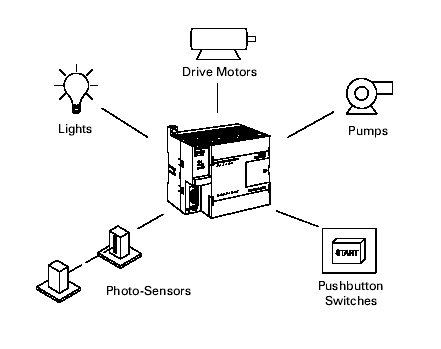 Drive Motors
Lights
Pumps
START
Photo-Sensors
Pushbutton
Switches